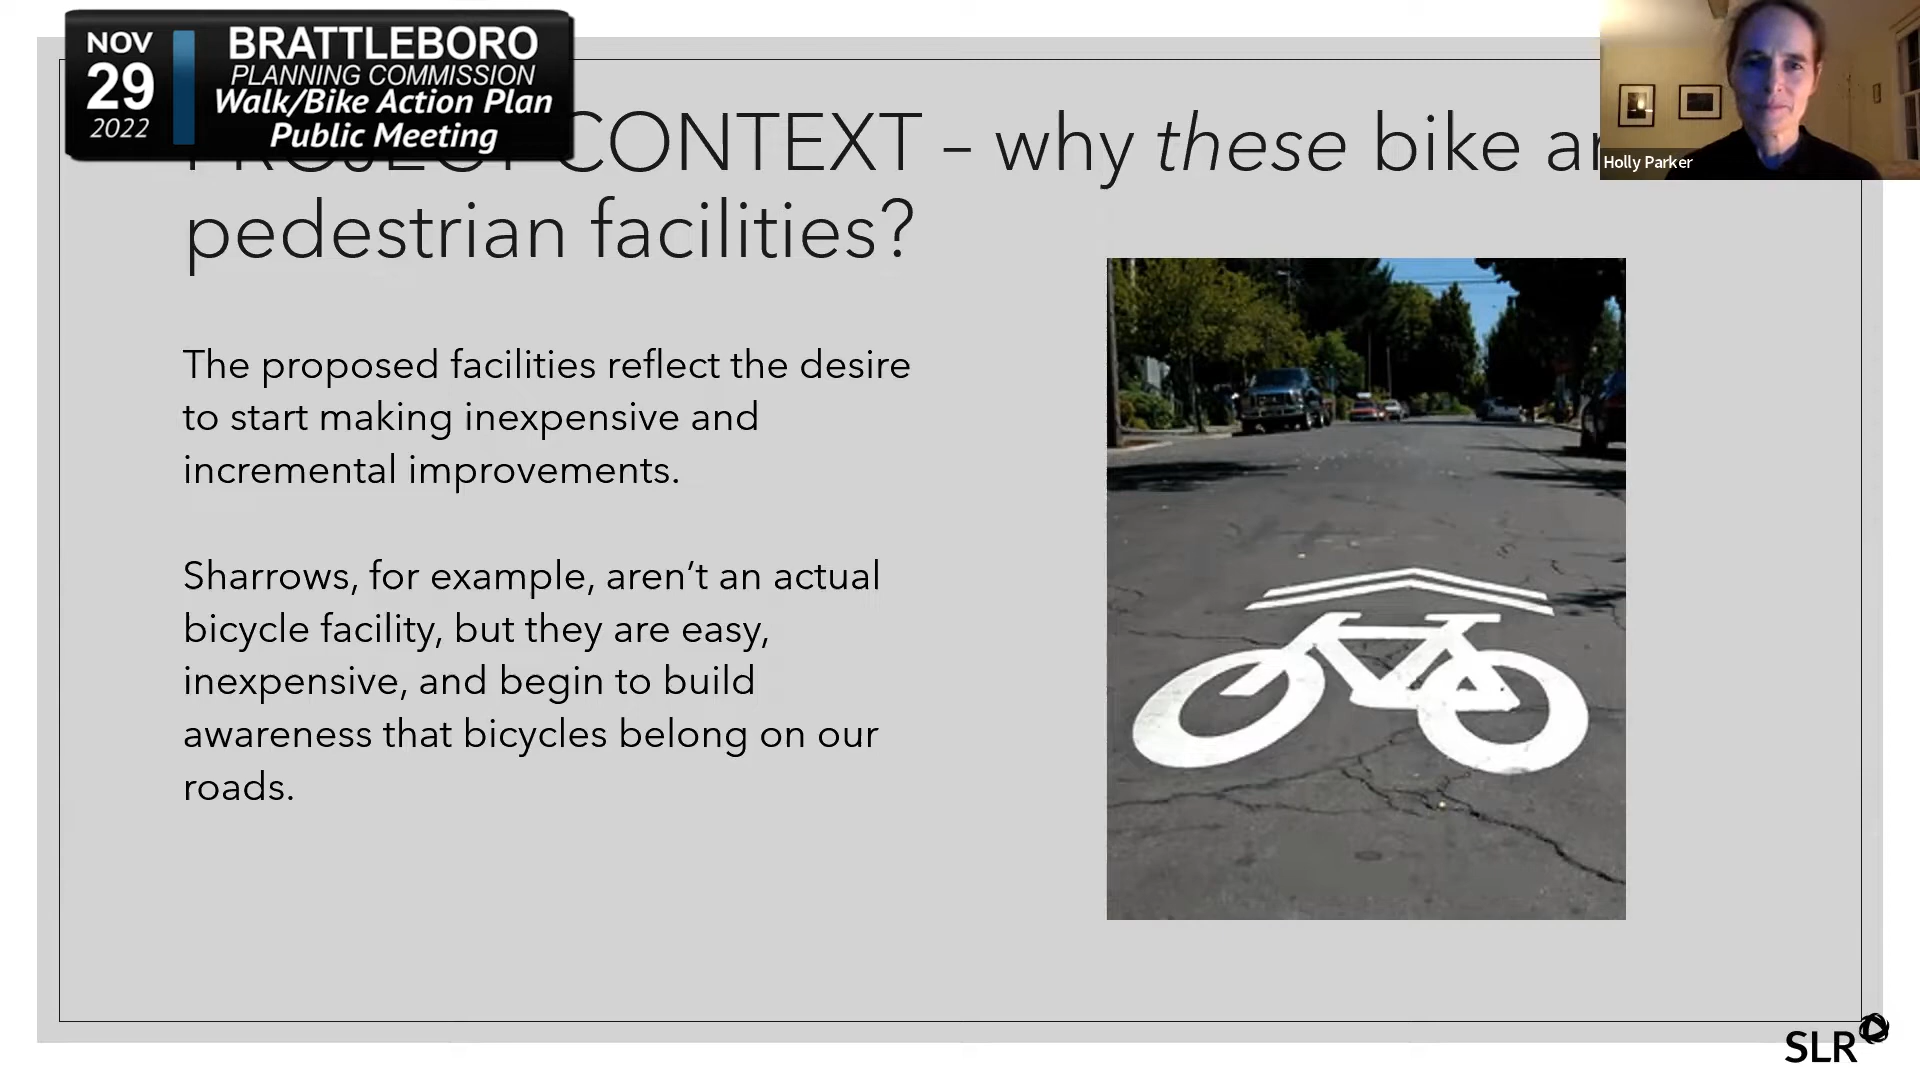 NOV
29
2022
BRATTLEBORO
PLANNING COMMISSION
Walk/Bike Action Plan
Public Meeting
CONTEXT – why these bike
pedestrian facilities?
Holly Parker
The proposed facilities reflect the desire
to start making inexpensive and
incremental improvements.
Sharrows, for example, aren’t an actual
bicycle facility, but they are easy,
inexpensive, and begin to build
awareness that bicycles belong on our
roads.
SLR